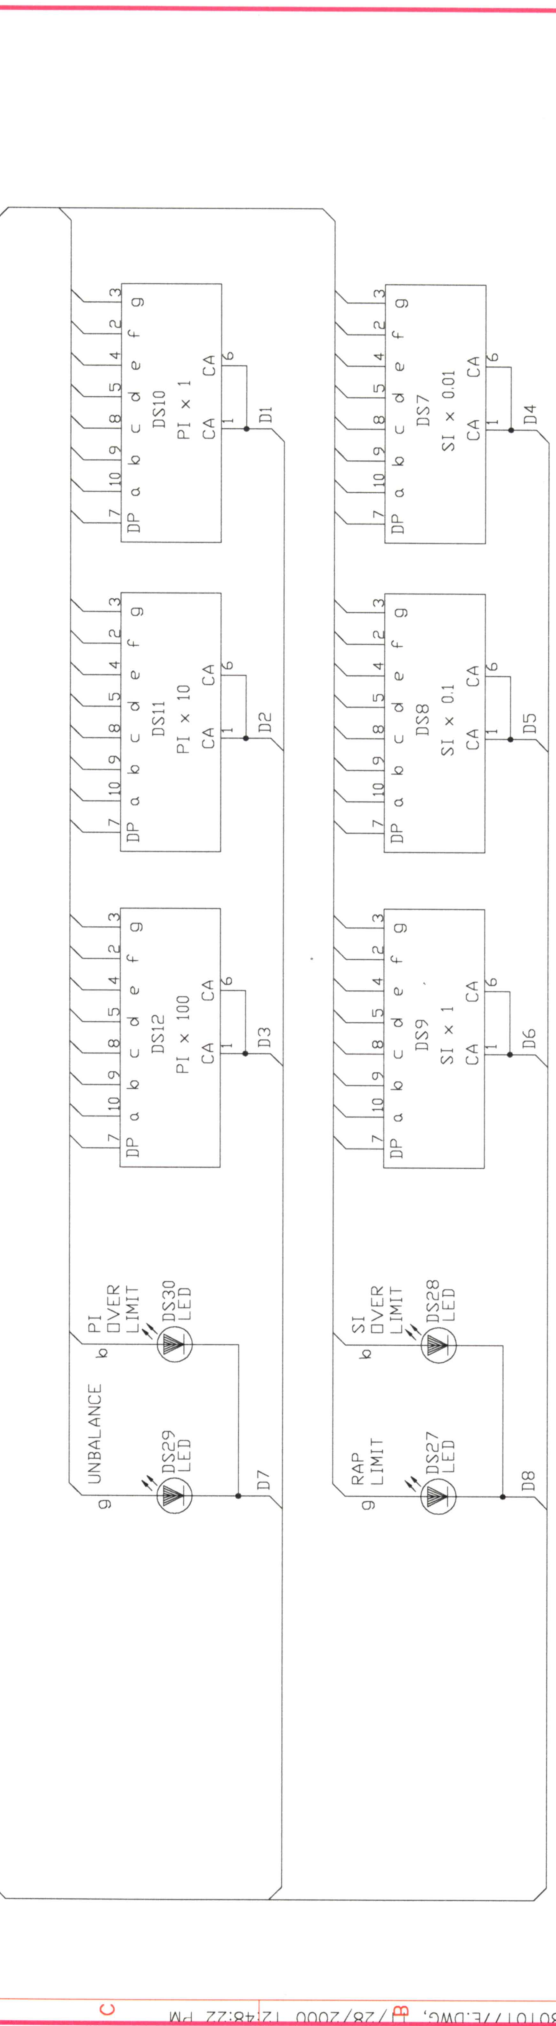 3 2 4 5 8 9 10 7
g f e d c b a DP
DS10
PI × 1
CA CA
6 1
D1
3 2 4 5 8 9 10 7
g f e d c b a DP
DS11
PI × 10
CA CA
6 1
D2
3 2 4 5 8 9 10 7
g f e d c b a DP
DS12
PI × 100
CA CA
6 1
D3
PI
OVER
LIMIT
b
DS30
LED
UNBALANCE
g
DS29
LED
D7
3 2 4 5 8 9 10 7
g f e d c b a DP
DS7
SI × 0.01
CA CA
6 1
D4
3 2 4 5 8 9 10 7
g f e d c b a DP
DS8
SI × 0.1
CA CA
6 1
D5
3 2 4 5 8 9 10 7
g f e d c b a DP
DS9
SI × 1
CA CA
6 1
D6
SI
OVER
LIMIT
b
DS28
LED
RAP
LIMIT
g
DS27
LED
D8
C
B
/28/2000 12:48:22 PM